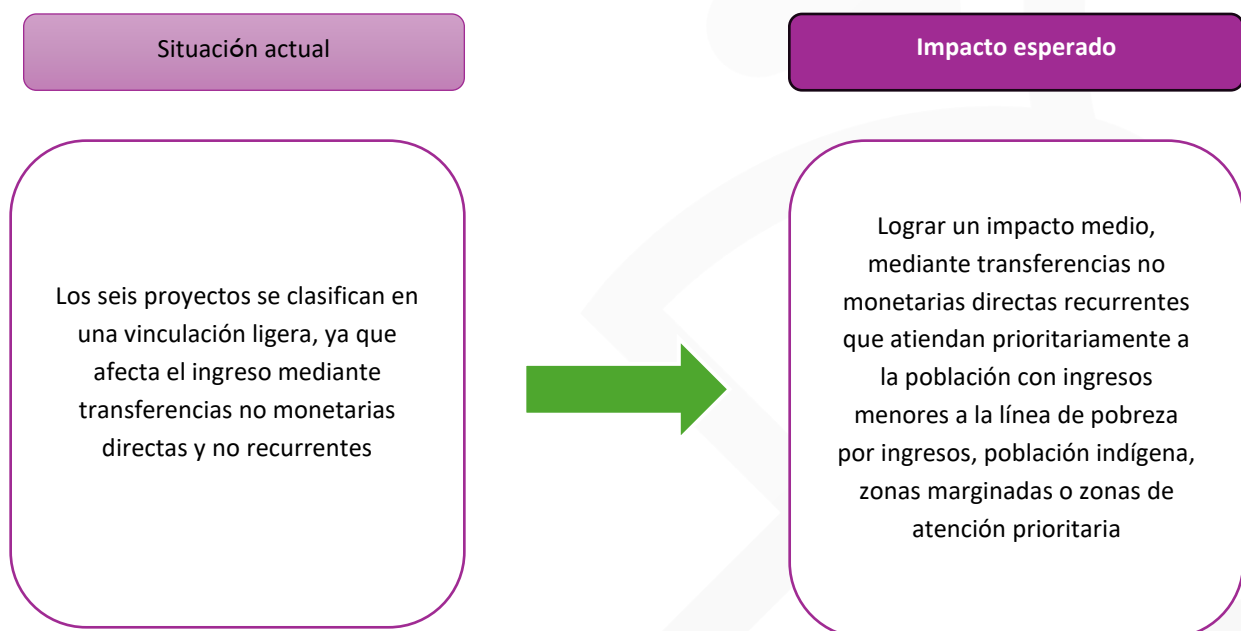 Situación actual
Impacto esperado
Los seis proyectos se clasifican en
una vinculación ligera, ya que
afecta el ingreso mediante
transferencias no monetarias
directas y no recurrentes
Lograr un impacto medio,
mediante transferencias no
monetarias directas recurrentes
que atiendan prioritariamente a
la población con ingresos
menores a la línea de pobreza
por ingresos, población indígena,
zonas marginadas o zonas de
atención prioritaria